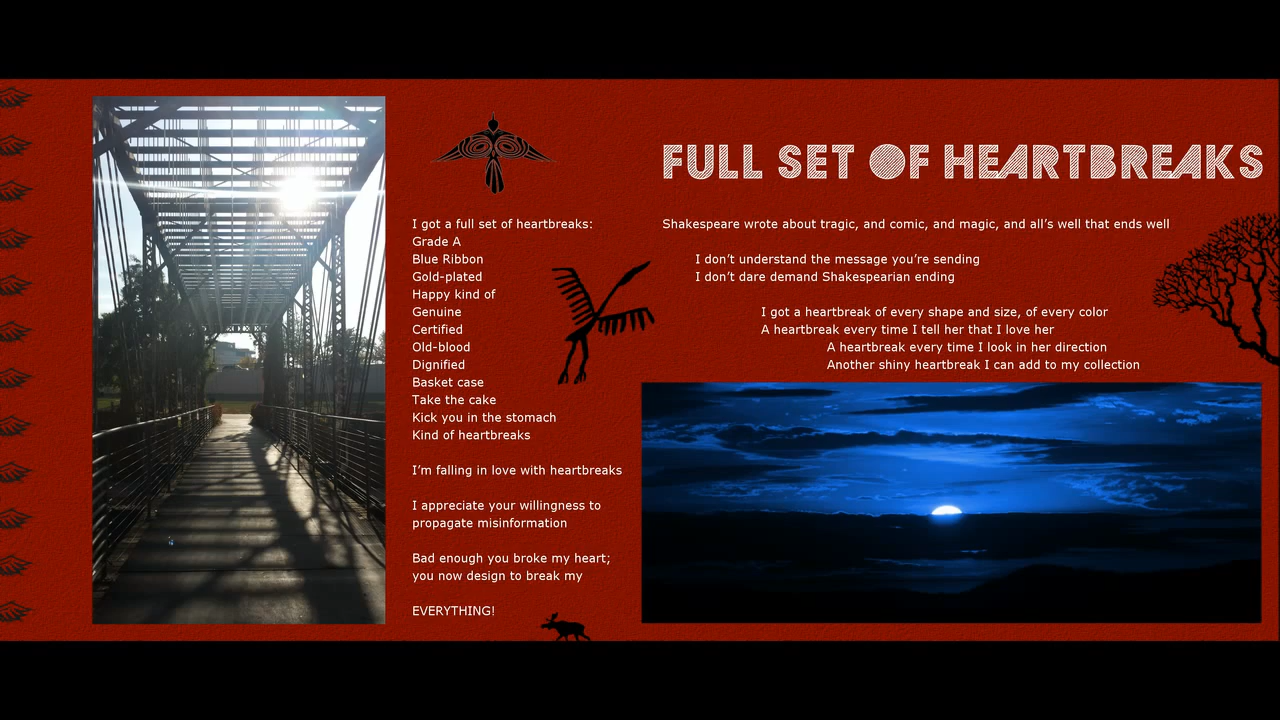 FULL SET OF HEARTBREAKS
I got a full set of heartbreaks:
Grade A
Blue Ribbon
Gold-plated
Happy kind of
Genuine
Certified
Old-blood
Dignified
Basket case
Take the cake
Kick you in the stomach
Kind of heartbreaks
I’m falling in love with heartbreaks
I appreciate your willingness to
propagate misinformation
Bad enough you broke my heart;
you now design to break my
EVERYTHING!
Shakespeare wrote about tragic, and comic, and magic, and all’s well that ends well
I don’t understand the message you’re sending
I don’t dare demand Shakespearian ending
I got a heartbreak of every shape and size, of every color
A heartbreak every time I tell her that I love her
A heartbreak every time I look in her direction
Another shiny heartbreak I can add to my collection